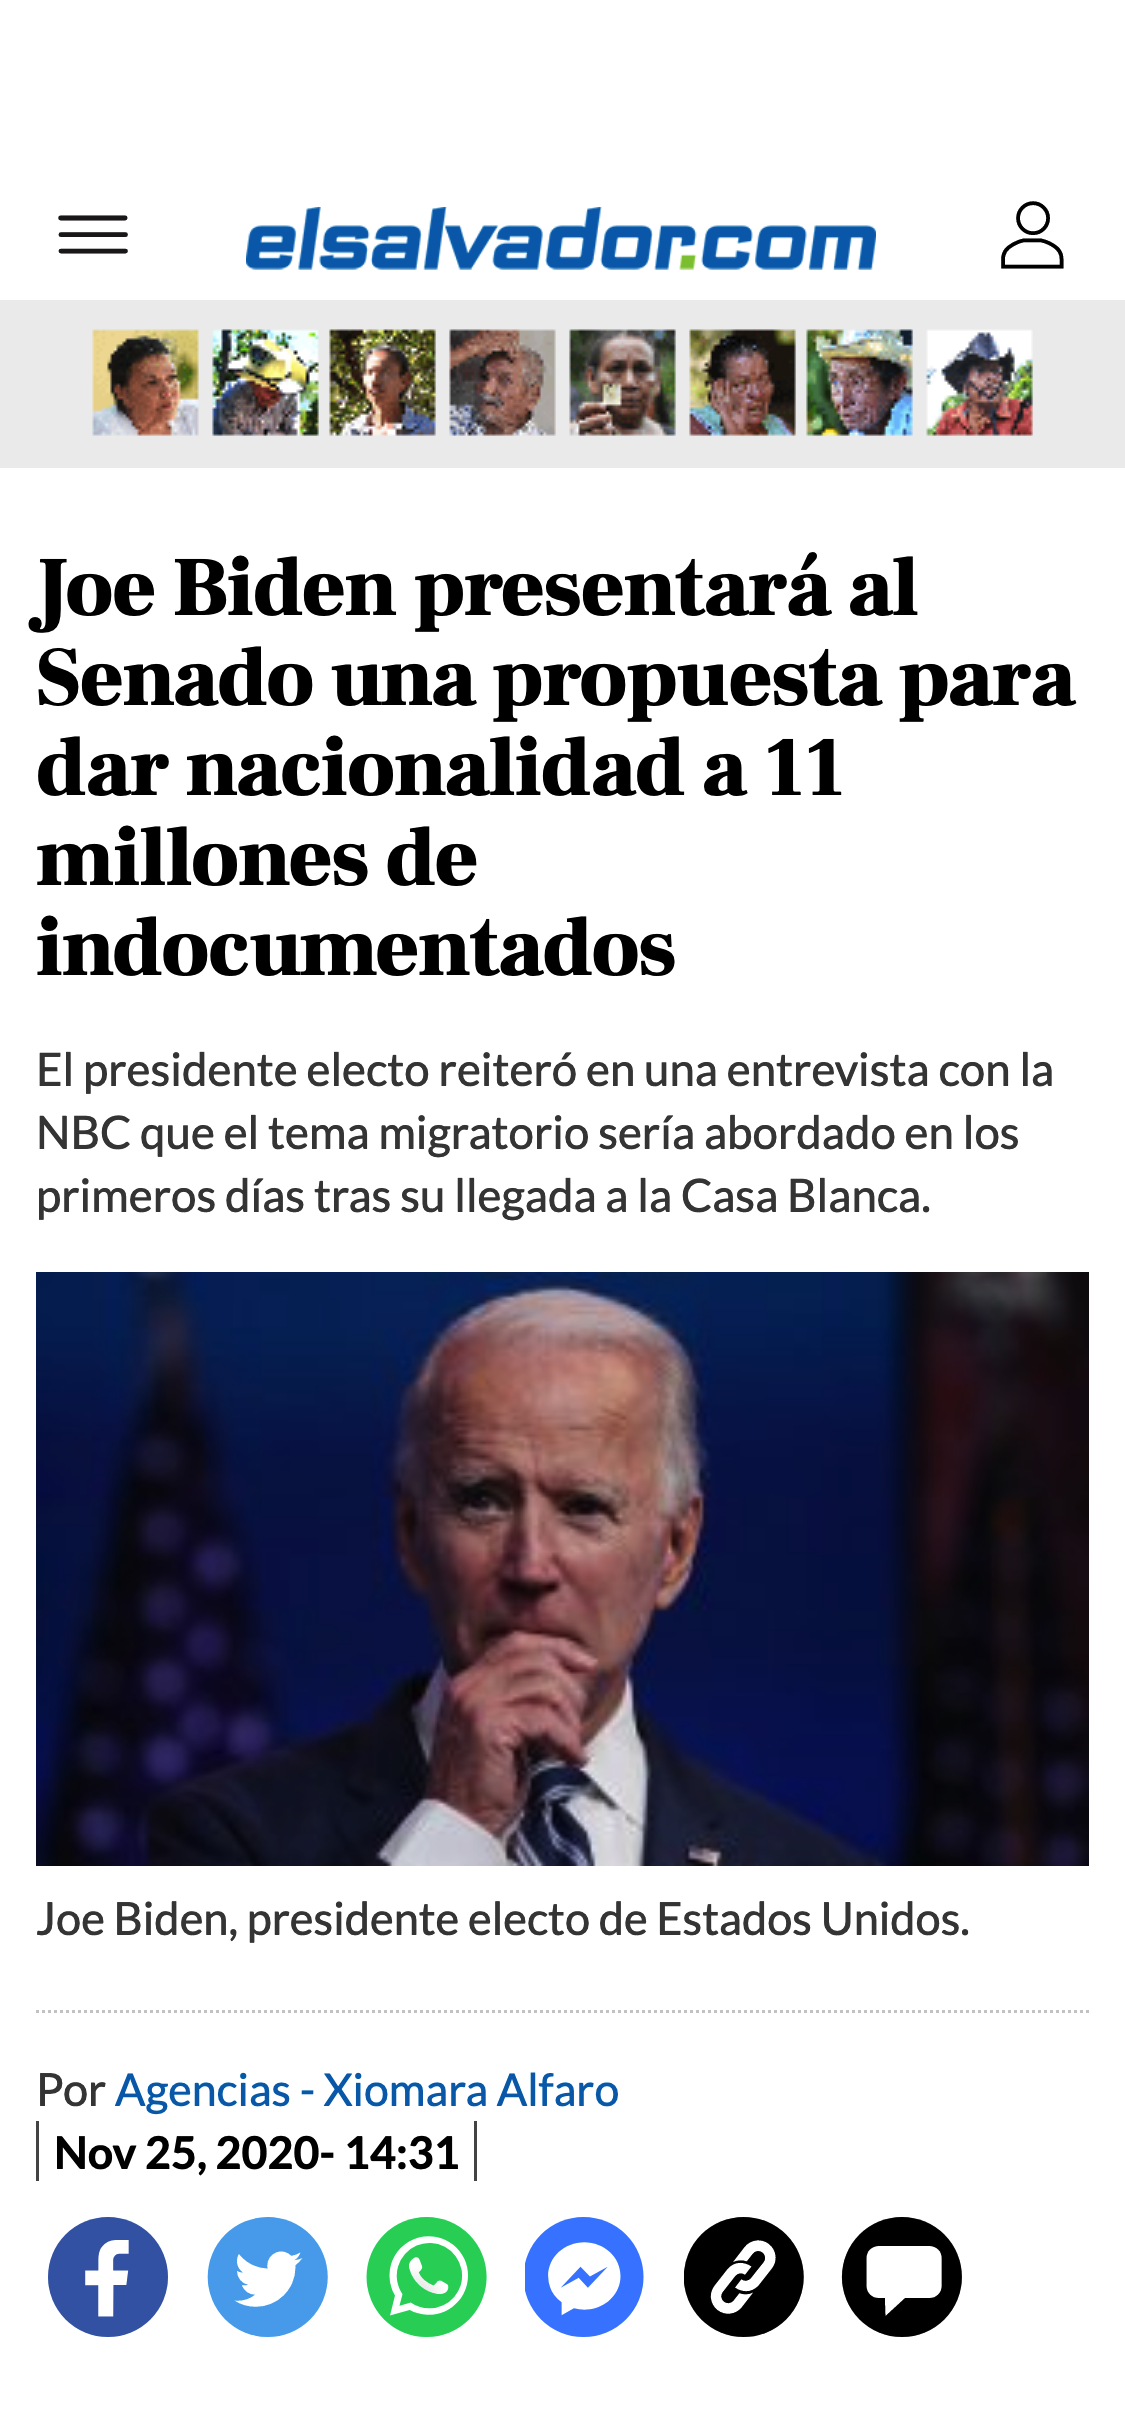 elsalvador.com
Joe Biden presentará al
Senado una propuesta para
dar nacionalidad a 11
millones de
indocumentados
El presidente electo reiteró en una entrevista con la
NBC que el tema migratorio sería abordado en los
primeros días tras su llegada a la Casa Blanca.
Joe Biden, presidente electo de Estados Unidos.
Por Agencias - Xiomara Alfaro
Nov 25, 2020- 14:31